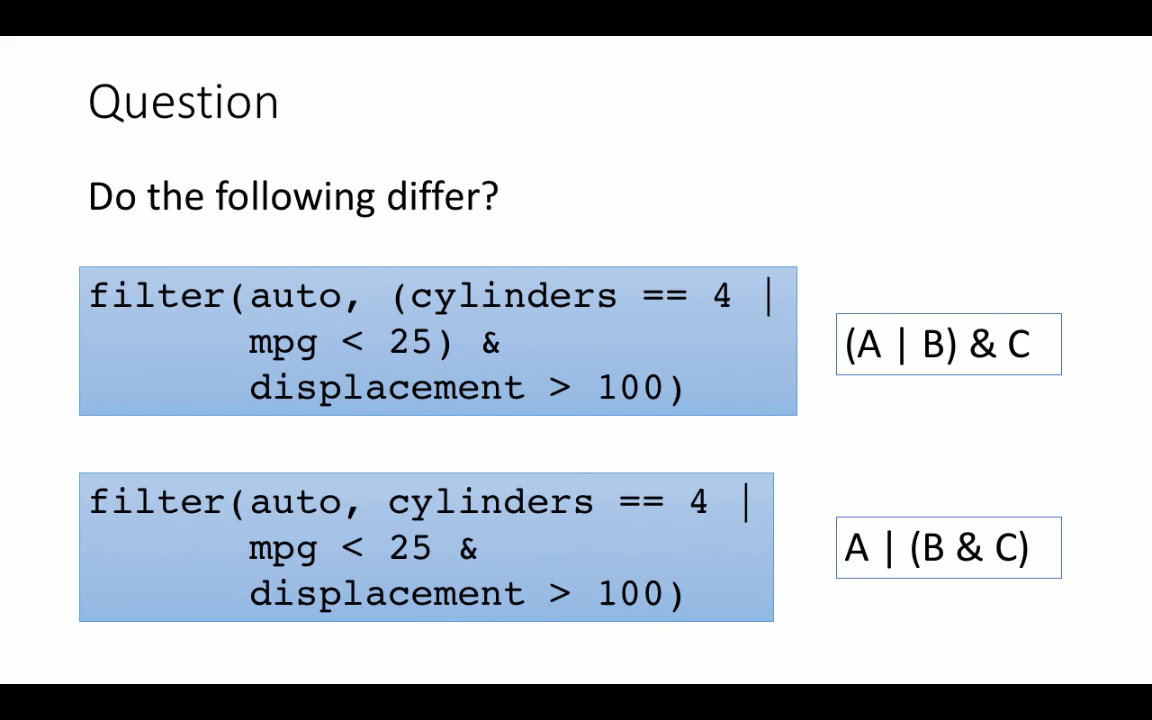 Question
Do the following differ?
filter(auto, (cylinders == 4 |
mpg < 25) &
displacement > 100)
(A | B) & C
filter(auto, cylinders == 4 |
mpg < 25 &
displacement > 100)
A | (B & C)